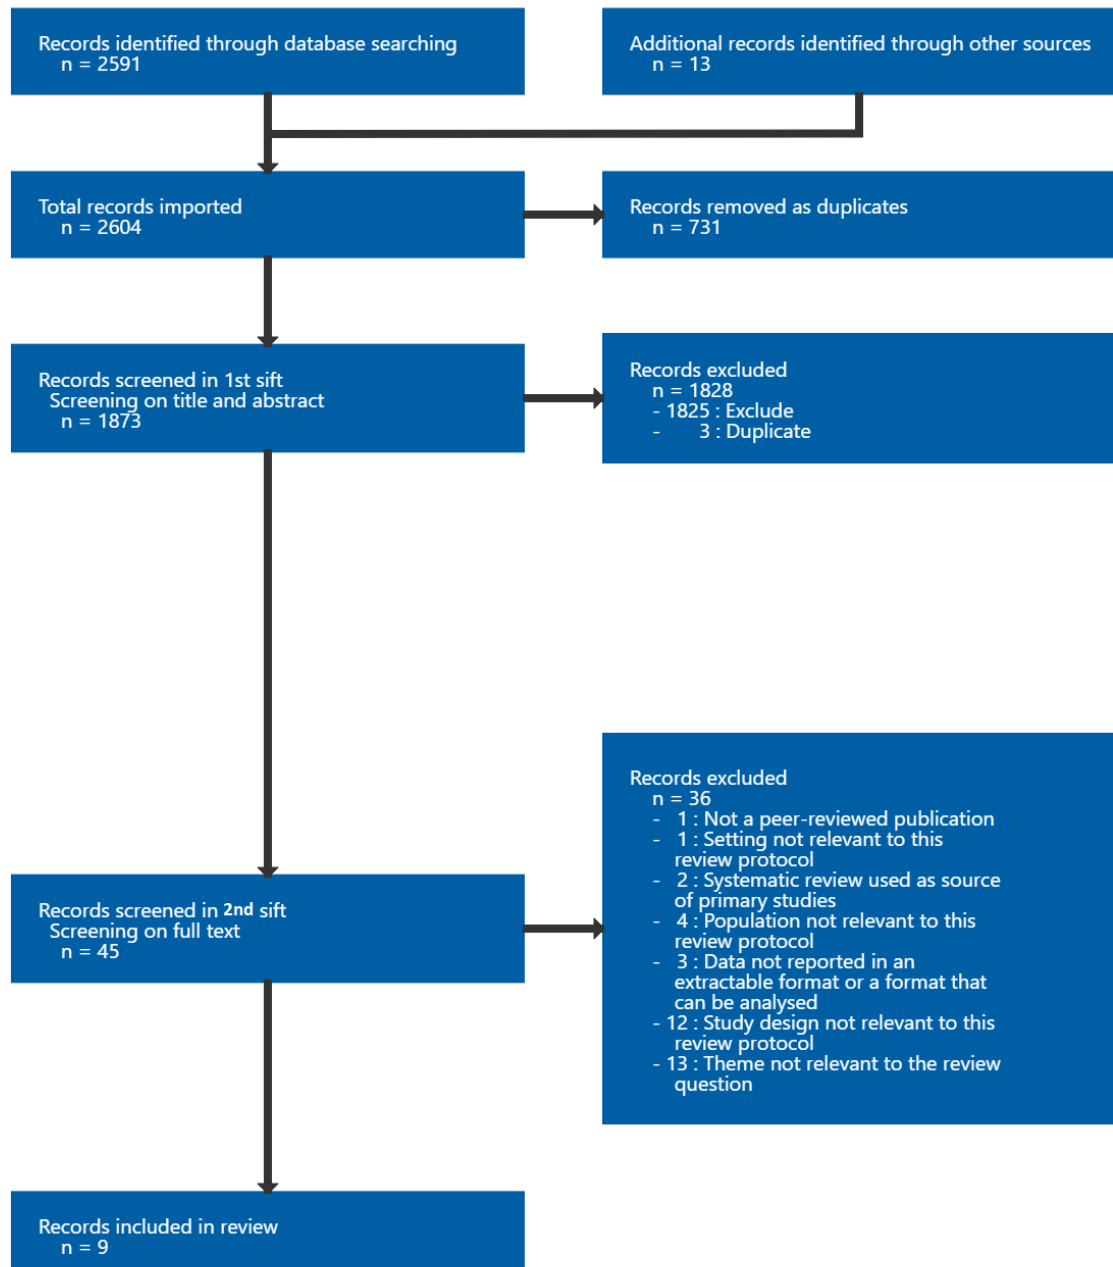 Records identified through database searching
n = 2591
Additional records identified through other sources
n = 13
Total records imported
n = 2604
Records removed as duplicates
n = 731
Records screened in 1st sift
Screening on title and abstract
n = 1873
Records excluded
n = 1828
- 1825 : Exclude
- 3 : Duplicate
Records screened in 2nd sift
Screening on full text
n = 45
Records excluded
n = 36
- 1 : Not a peer-reviewed publication
- 1 : Setting not relevant to this
review protocol
- 2 : Systematic review used as source
of primary studies
- 4 : Population not relevant to this
review protocol
- 3 : Data not reported in an
extractable format or a format that
can be analysed
- 12 : Study design not relevant to this
review protocol
- 13 : Theme not relevant to the review
question
Records included in review
n = 9